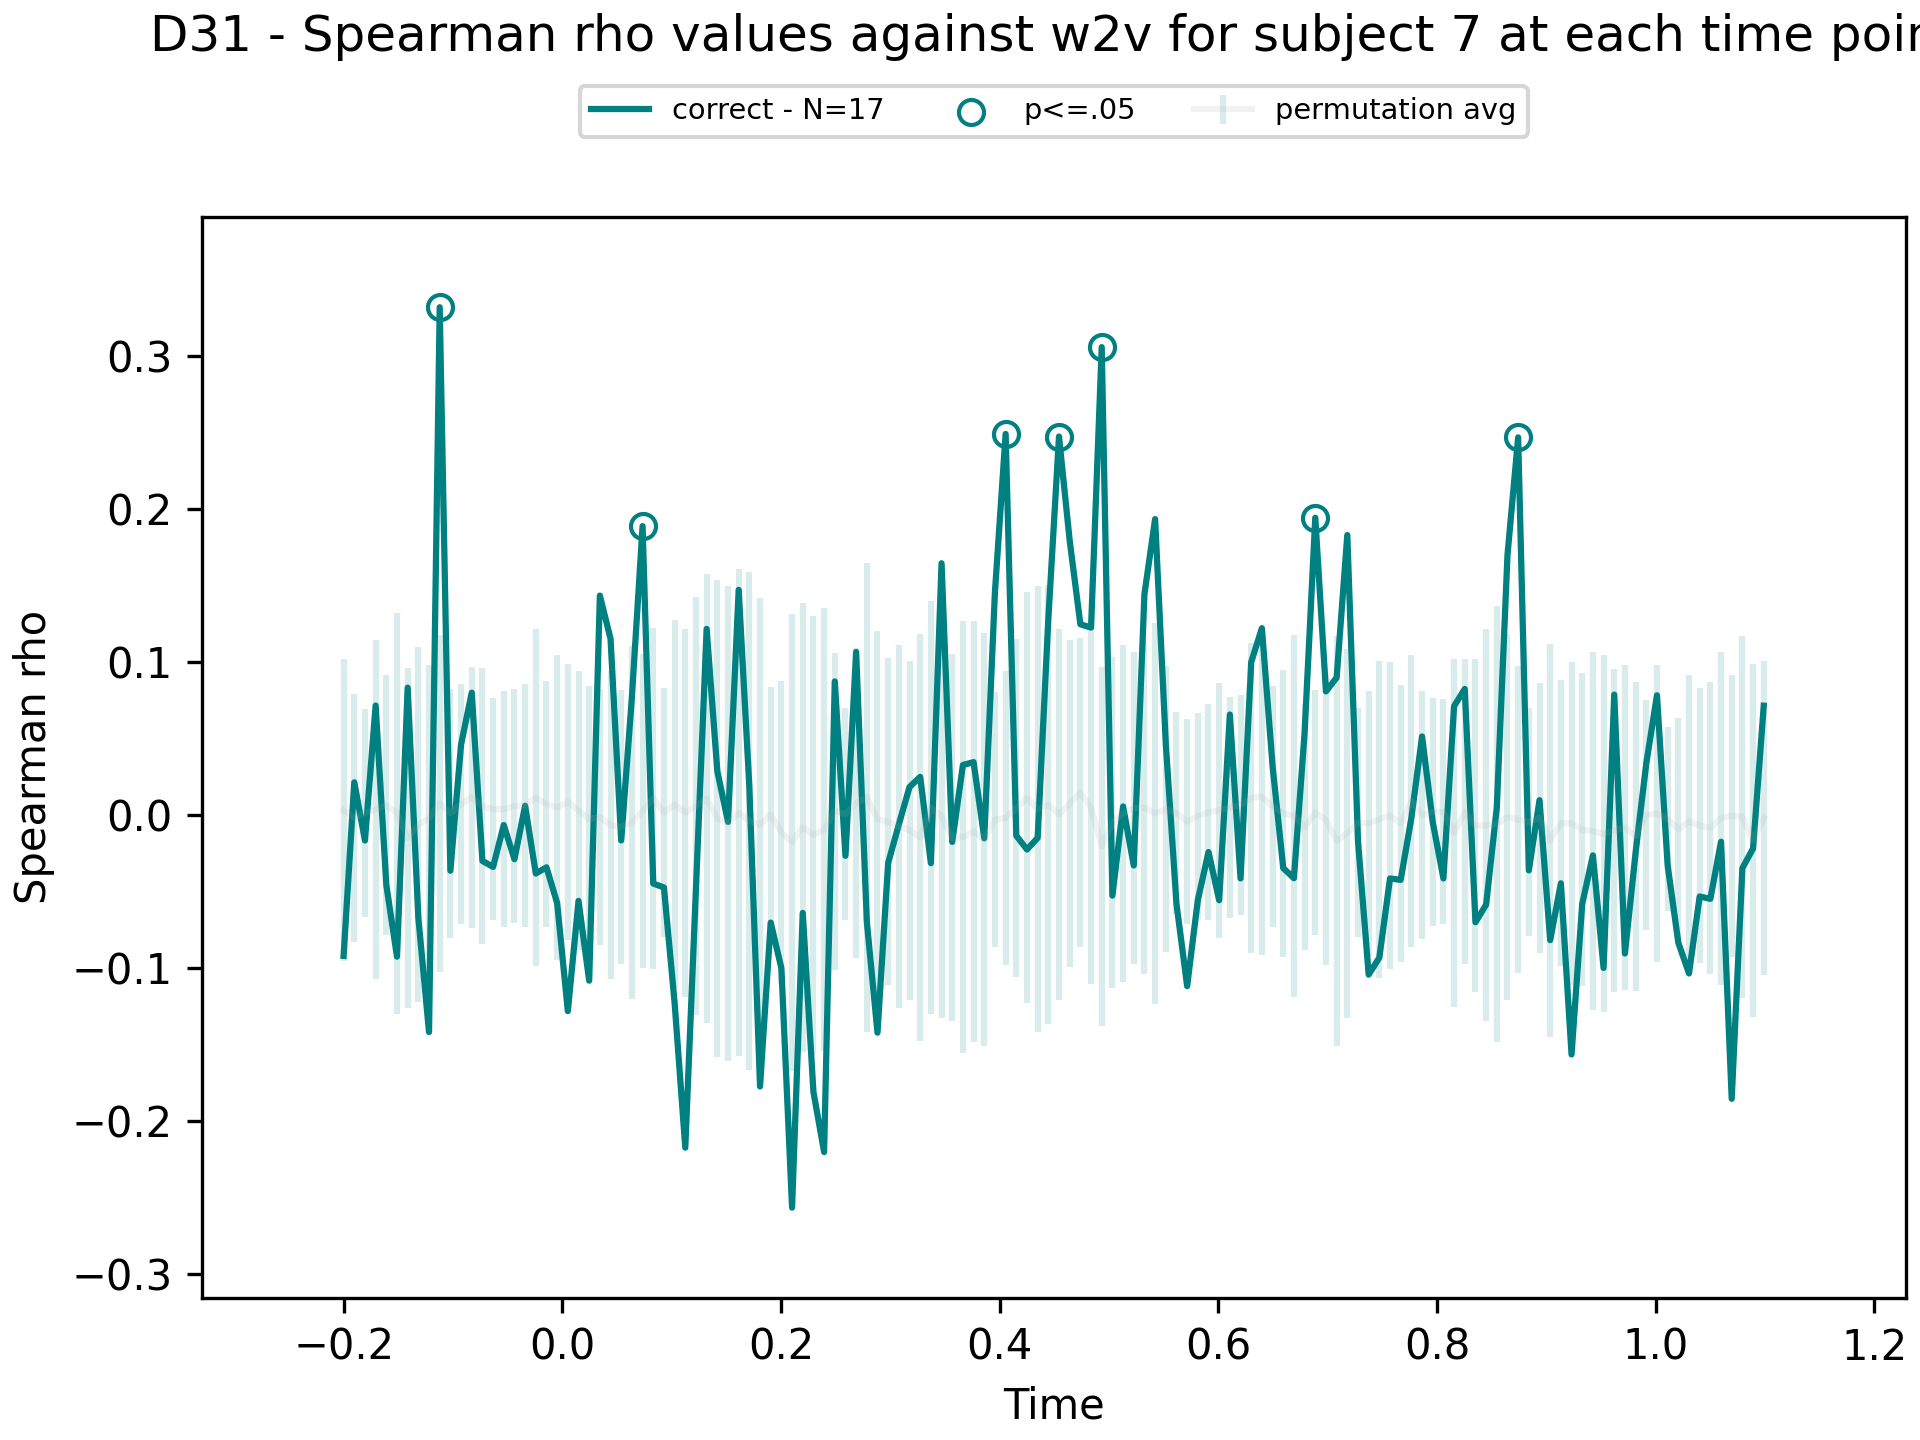 D31 - Spearman rho values against w2v for subject 7 at each time
correct - N=17 p<=.05 permutation avg
Spearman rho
0.3
0.2
0.1
0.0
−0.1
−0.2
−0.3
−0.2 0.0 0.2 0.4 0.6 0.8 1.0 1.2
Time